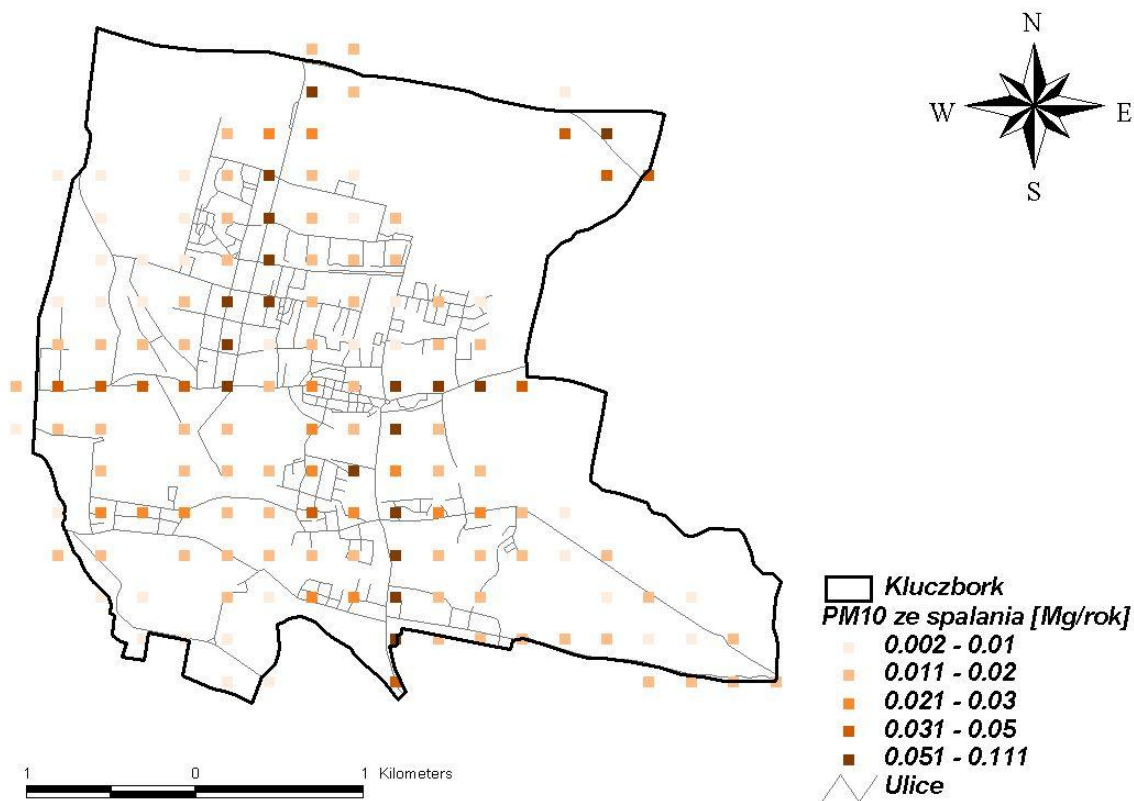 N
W E
S
Kluczbork
PM10 ze spalania [Mg/rok]
0.002 - 0.01
0.011 - 0.02
0.021 - 0.03
0.031 - 0.05
0.051 - 0.111
Ulice
1 0 1 Kilometers